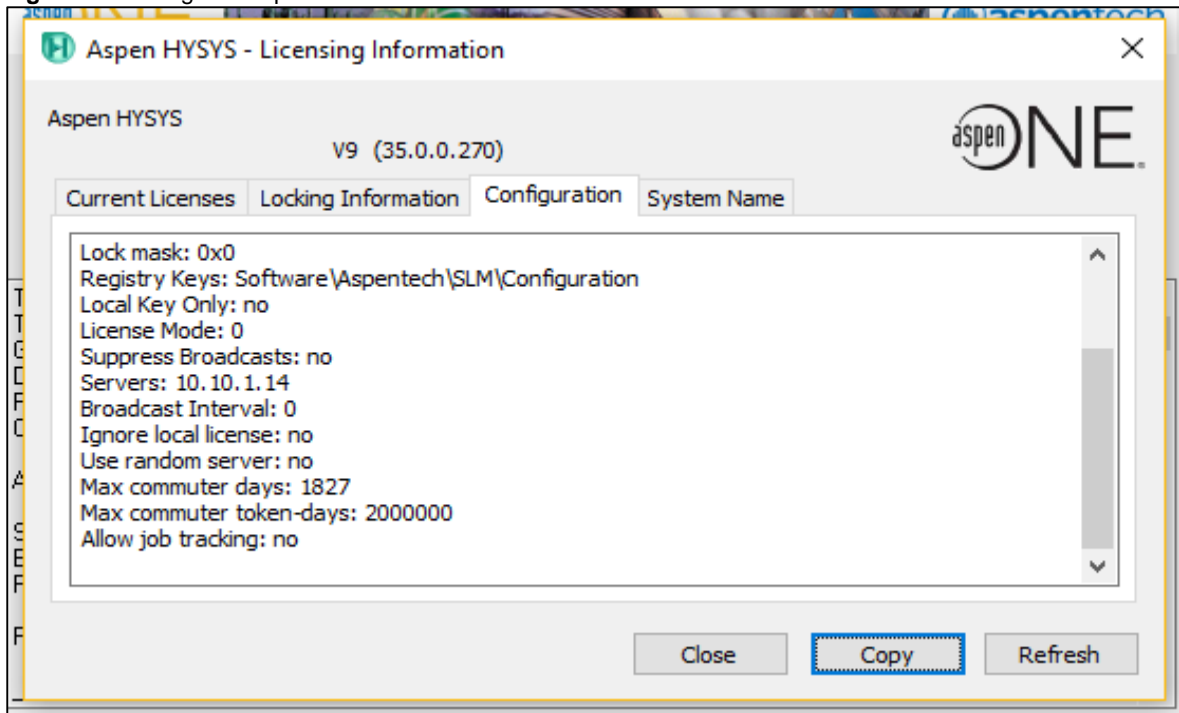 aspentech
Aspen HYSYS - Licensing Information
Aspen HYSYS
V9 (35.0.0.270)
aspen ONE
Current Licenses Locking Information Configuration System Name
Lock mask: 0x0
Registry Keys: Software\Aspentech\SLM\Configuration
Local Key Only: no
License Mode: 0
Suppress Broadcasts: no
Servers: 10.10.1.14
Broadcast Interval: 0
Ignore local license: no
Use random server: no
Max commuter days: 1827
Max commuter token-days: 2000000
Allow job tracking: no
Close Copy Refresh